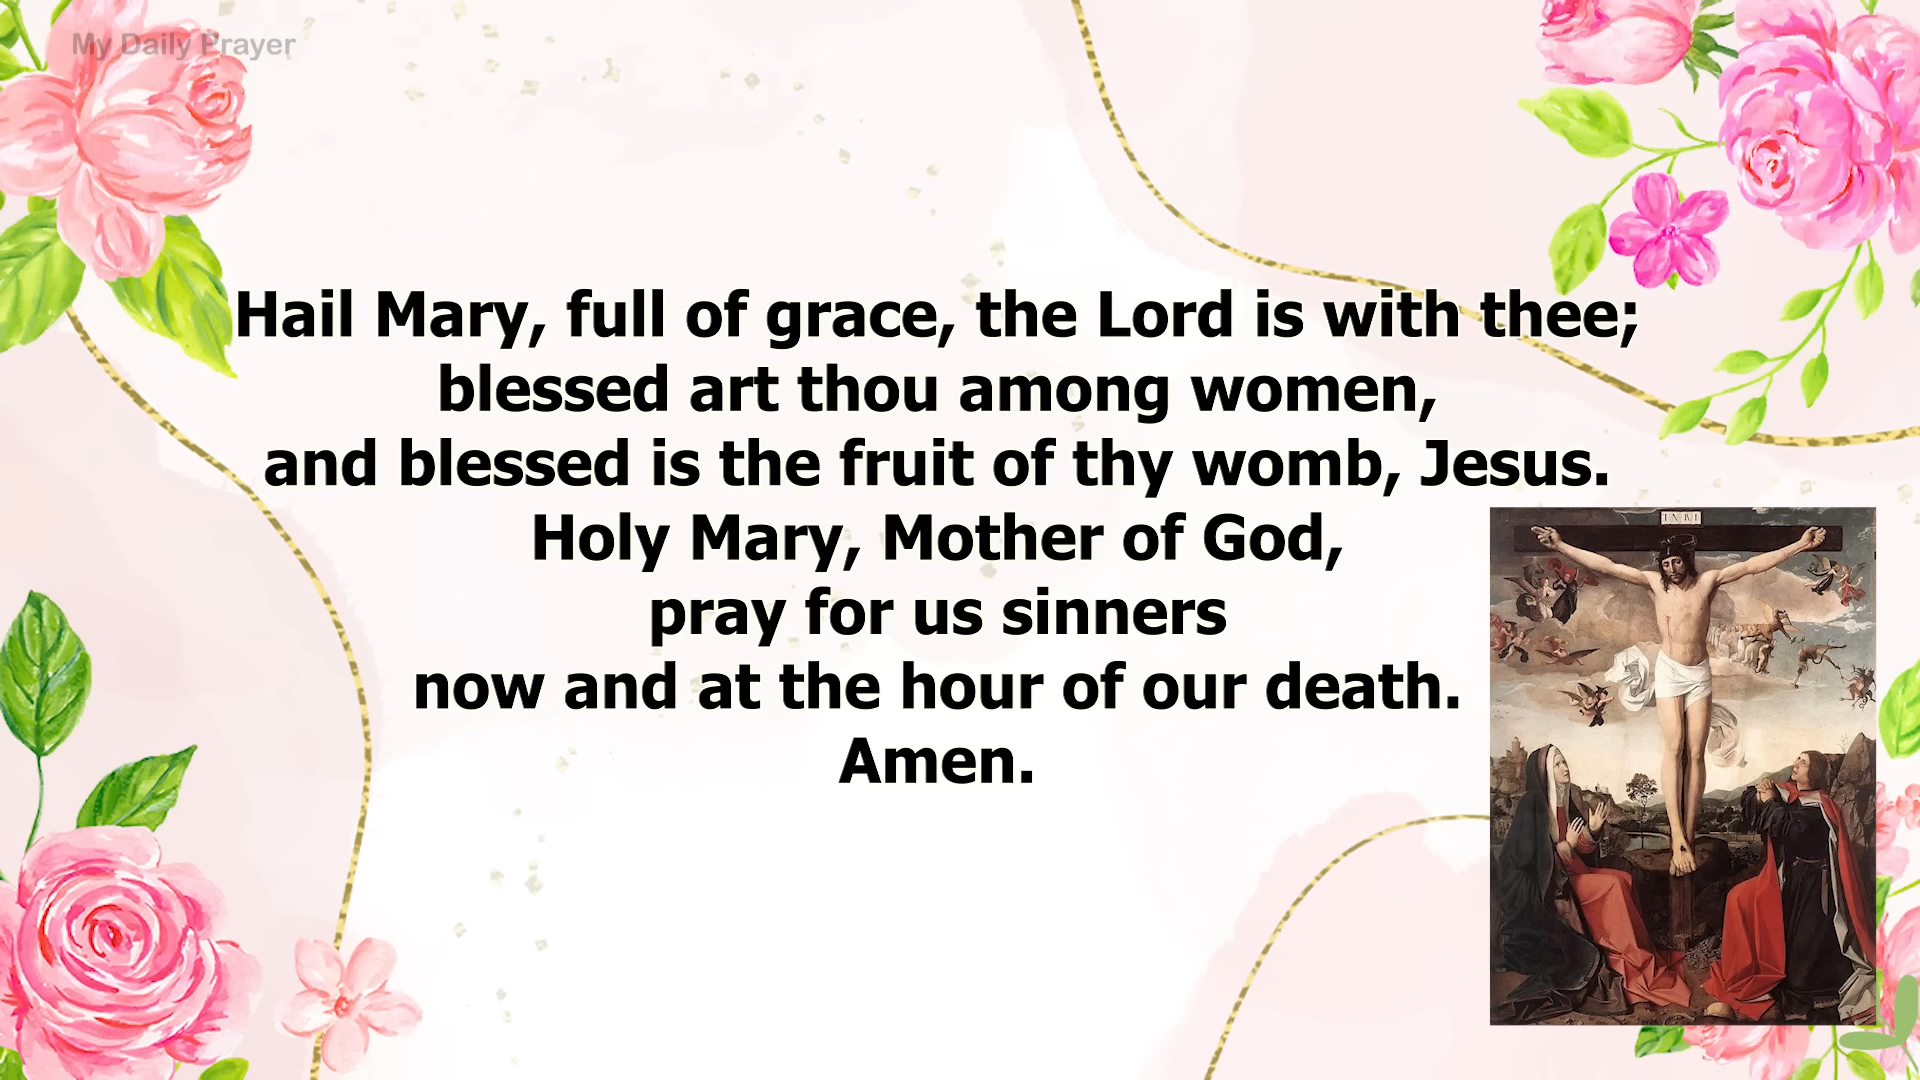 My Daily Prayer
Hail Mary, full of grace, the Lord is with thee;
blessed art thou among women,
and blessed is the fruit of thy womb, Jesus.
Holy Mary, Mother of God,
pray for us sinners
now and at the hour of our death.
Amen.
INRI